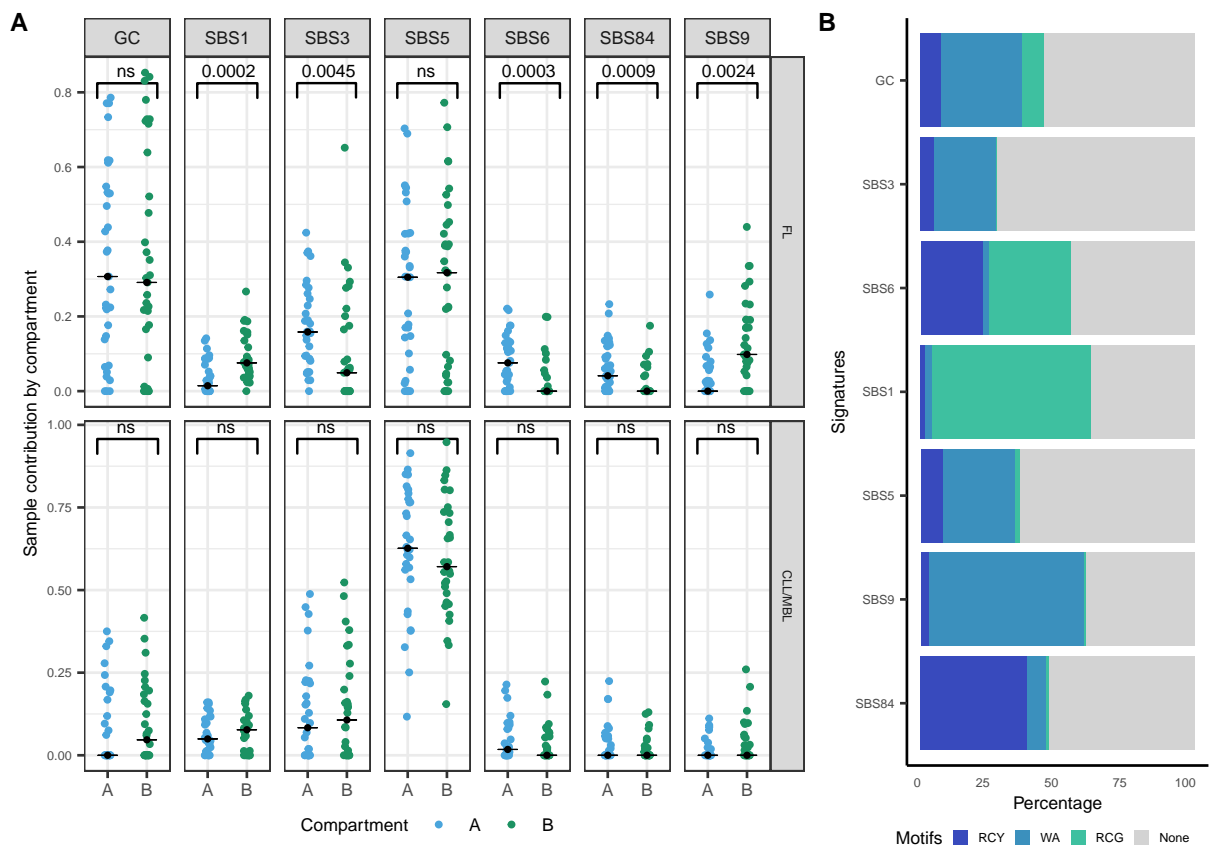 A
GC SBS1 SBS3 SBS5 SBS6 SBS84 SBS9
ns 0.0002 0.0045 ns 0.0003 0.0009 0.0024
0.8
0.6
0.4
0.2
0.0
FL
ns ns ns ns ns ns ns
1.00
0.75
0.50
0.25
0.00
CLL/MBL
Sample contribution by compartment
A B A B A B A B A B A B A B
Compartment A B
B
Signatures
GC
SBS3
SBS6
SBS1
SBS5
SBS9
SBS84
0 25 50 75 100
Percentage
Motifs RCY WA RCG None